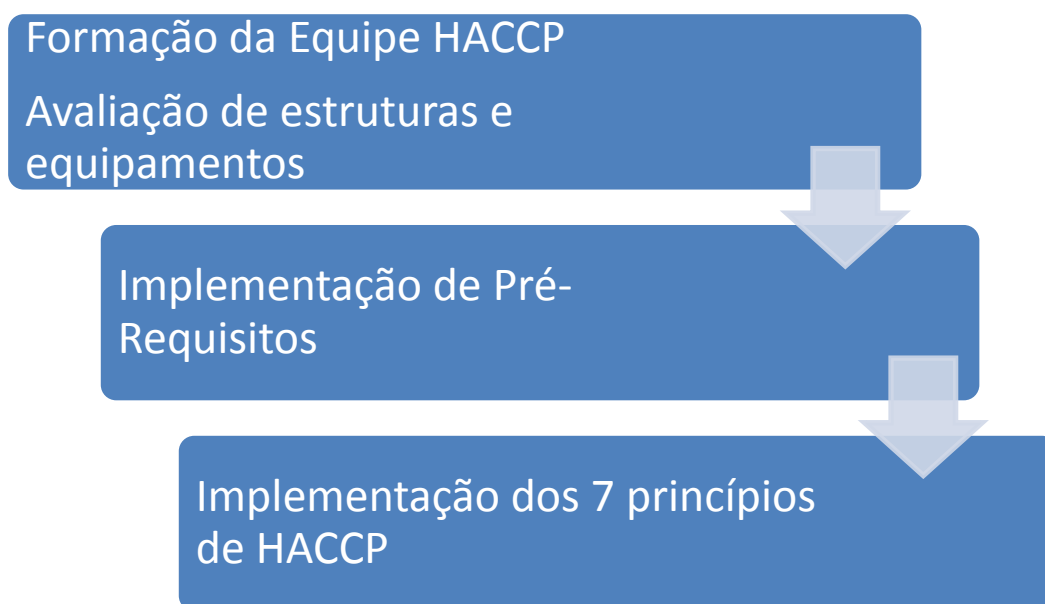 Formação da Equipe HACCP
Avaliação de estruturas e
equipamentos
Implementação de Pré-
Requisitos
Implementação dos 7 princípios
de HACCP